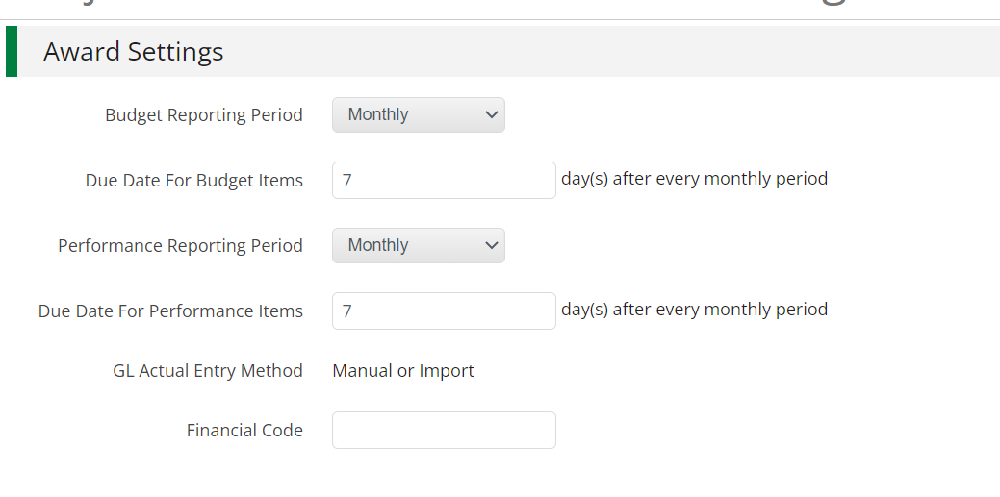 Award Settings
Budget Reporting Period Monthly
Due Date For Budget Items 7 day(s) after every monthly period
Performance Reporting Period Monthly
Due Date For Performance Items 7 day(s) after every monthly period
GL Actual Entry Method Manual or Import
Financial Code